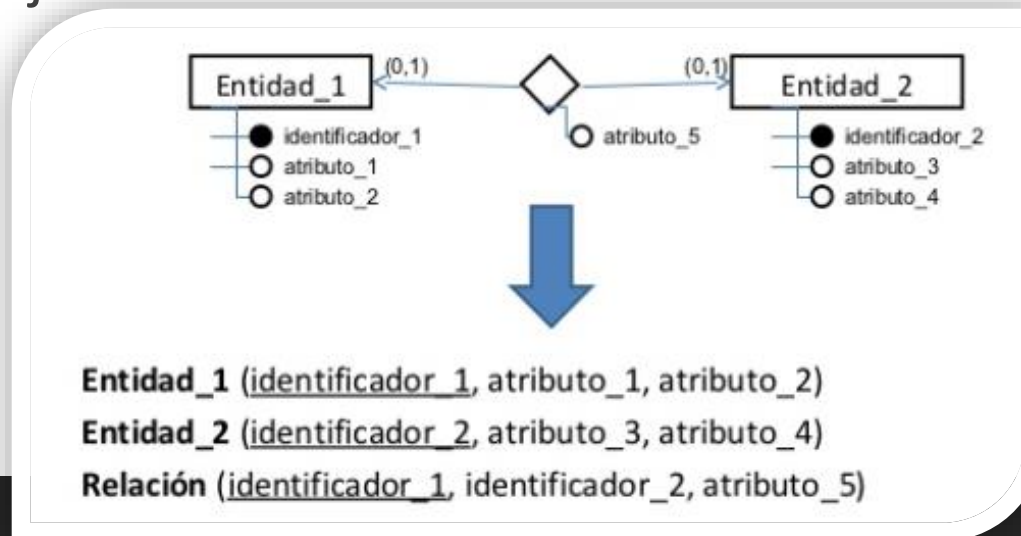 Entidad_1 (0,1) (0,1) Entidad_2
identificador_1 atributo_5 identificador_2
atributo_1 atributo_3
atributo_2 atributo_4
Entidad_1 (identificador_1, atributo_1, atributo_2)
Entidad_2 (identificador_2, atributo_3, atributo_4)
Relación (identificador_1, identificador_2, atributo_5)